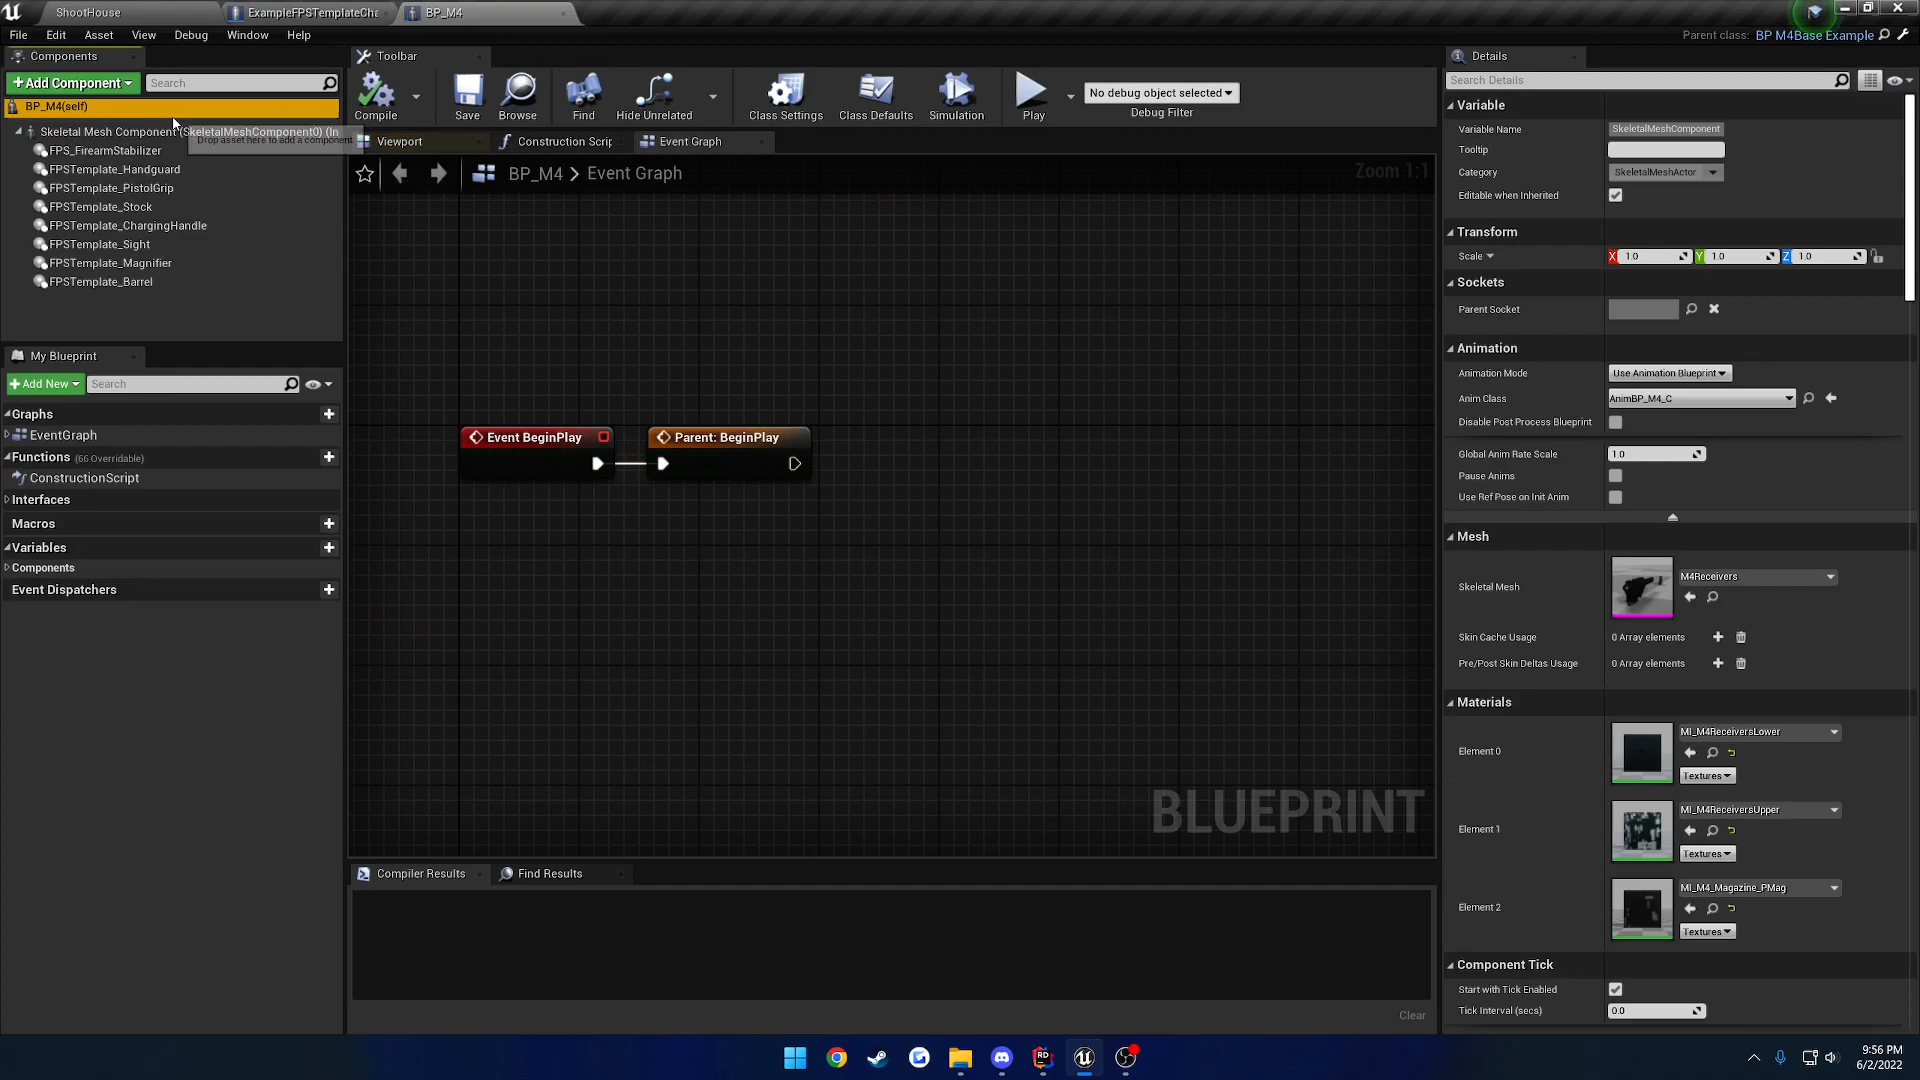 ShootHouse
ExampleFPSTemplateCha
BP_M4
File Edit Asset View Debug Window Help
Parent class: BP M4Base Example
Components
Toolbar
Details
+Add Component
Search
Compile
Save
Browse
Find
Hide Unrelated
Class Settings
Class Defaults
Simulation
Play
No debug object selected
Debug Filter
Search Details
BP_M4(self)
Skeletal Mesh Component (SkeletalMeshComponent0) (In
Drop asset here to add a component
FPS_FirearmStabilizer
FPSTemplate_Handguard
FPSTemplate_PistolGrip
FPSTemplate_Stock
FPSTemplate_ChargingHandle
FPSTemplate_Sight
FPSTemplate_Magnifier
FPSTemplate_Barrel
Viewport
Construction Scrip
Event Graph
BP_M4 > Event Graph
Zoom 1:1
My Blueprint
+Add New
Search
Graphs
EventGraph
Functions (66 Overridable)
ConstructionScript
Interfaces
Macros
Variables
Components
Event Dispatchers
Event BeginPlay
Parent: BeginPlay
BLUEPRINT
Compiler Results
Find Results
Clear
Variable
Variable Name SkeletalMeshComponent
Tooltip
Category SkeletalMeshActor
Editable when Inherited
Transform
Scale X 1.0 Y 1.0 Z 1.0
Sockets
Parent Socket
Animation
Animation Mode Use Animation Blueprint
Anim Class AnimBP_M4_C
Disable Post Process Blueprint
Global Anim Rate Scale 1.0
Pause Anims
Use Ref Pose on Init Anim
Mesh
Skeletal Mesh M4Receivers
Skin Cache Usage 0 Array elements
Pre/Post Skin Deltas Usage 0 Array elements
Materials
Element 0 MI_M4ReceiversLower
Textures
Element 1 MI_M4ReceiversUpper
Textures
Element 2 MI_M4_Magazine_PMag
Textures
Component Tick
Start with Tick Enabled
Tick Interval (secs) 0.0
RD
9:56 PM
6/2/2022